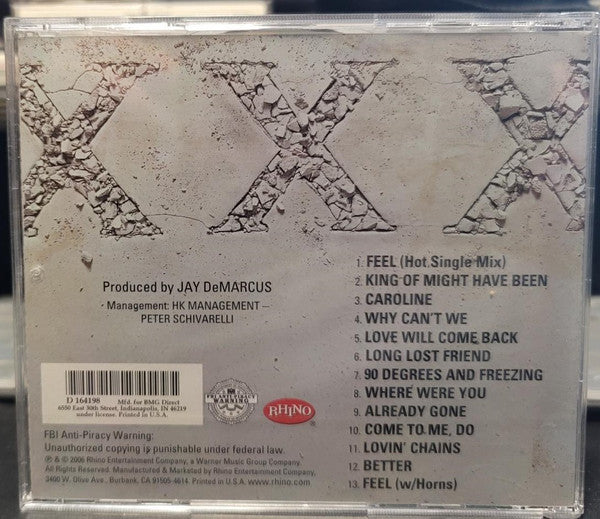 XXX
Produced by JAY DeMARCUS
Management: HK MANAGEMENT –
PETER SCHIVARELLI
1. FEEL (Hot Single Mix)
2. KING OF MIGHT HAVE BEEN
3. CAROLINE
4. WHY CAN'T WE
5. LOVE WILL COME BACK
6. LONG LOST FRIEND
7. 90 DEGREES AND FREEZING
8. WHERE WERE YOU
9. ALREADY GONE
10. COME TO ME, DO
11. LOVIN' CHAINS
12. BETTER
13. FEEL (w/Horns)
D 164198 Mfd. for BMG Direct
6550 East 30th Street, Indianapolis, IN 46219
under license. Printed in U.S.A.
FBI ANTI-PIRACY WARNING
RHINO
FBI Anti-Piracy Warning:
Unauthorized copying is punishable under federal law.
℗ & © 2006 Rhino Entertainment Company, a Warner Music Group Company.
All Rights Reserved. Manufactured & Marketed by Rhino Entertainment Company,
3400 W. Olive Ave., Burbank, CA 91505-4614. Printed in U.S.A. www.rhino.com